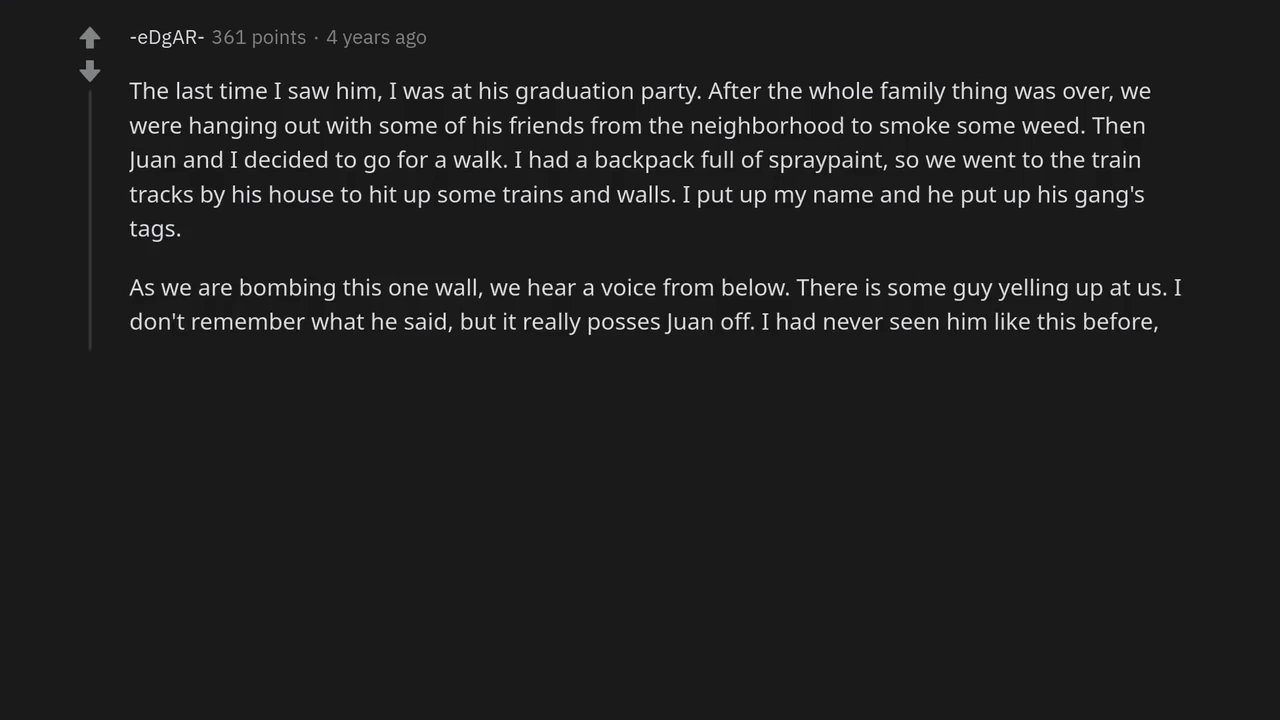 -eDgAR- 361 points · 4 years ago
The last time I saw him, I was at his graduation party. After the whole family thing was over, we
were hanging out with some of his friends from the neighborhood to smoke some weed. Then
Juan and I decided to go for a walk. I had a backpack full of spraypaint, so we went to the train
tracks by his house to hit up some trains and walls. I put up my name and he put up his gang's
tags.
As we are bombing this one wall, we hear a voice from below. There is some guy yelling up at us. I
don't remember what he said, but it really posses Juan off. I had never seen him like this before,